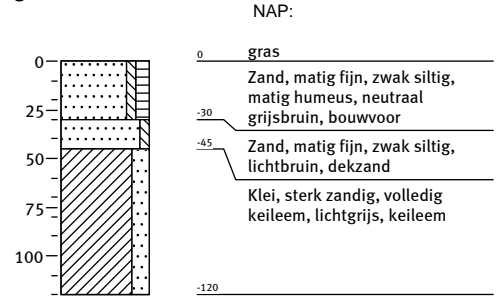 NAP:
0
25
50
75
100
0 gras
Zand, matig fijn, zwak siltig,
matig humeus, neutraal
grijsbruin, bouwvoor
-30
Zand, matig fijn, zwak siltig,
lichtbruin, dekzand
-45
Klei, sterk zandig, volledig
keileem, lichtgrijs, keileem
-120